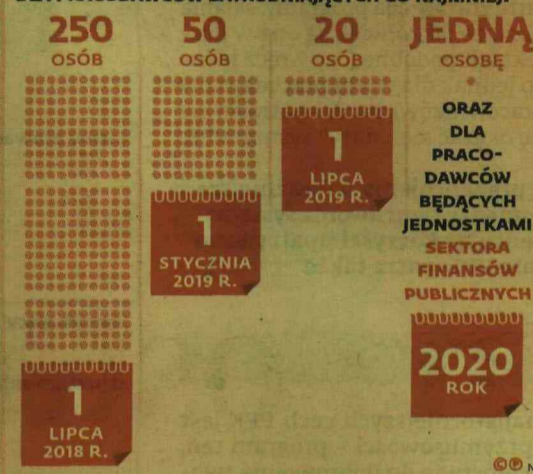 250
OSÓB
50
OSÓB
20
OSÓB
JEDNĄ
OSOBĘ
ORAZ
DLA
PRACO-
DAWCÓW
BĘDĄCYCH
JEDNOSTKAMI
SEKTORA
FINANSÓW
PUBLICZNYCH
1
LIPCA
2019 R.
1
STYCZNIA
2019 R.
2020
ROK
1
LIPCA
2018 R.
©℗